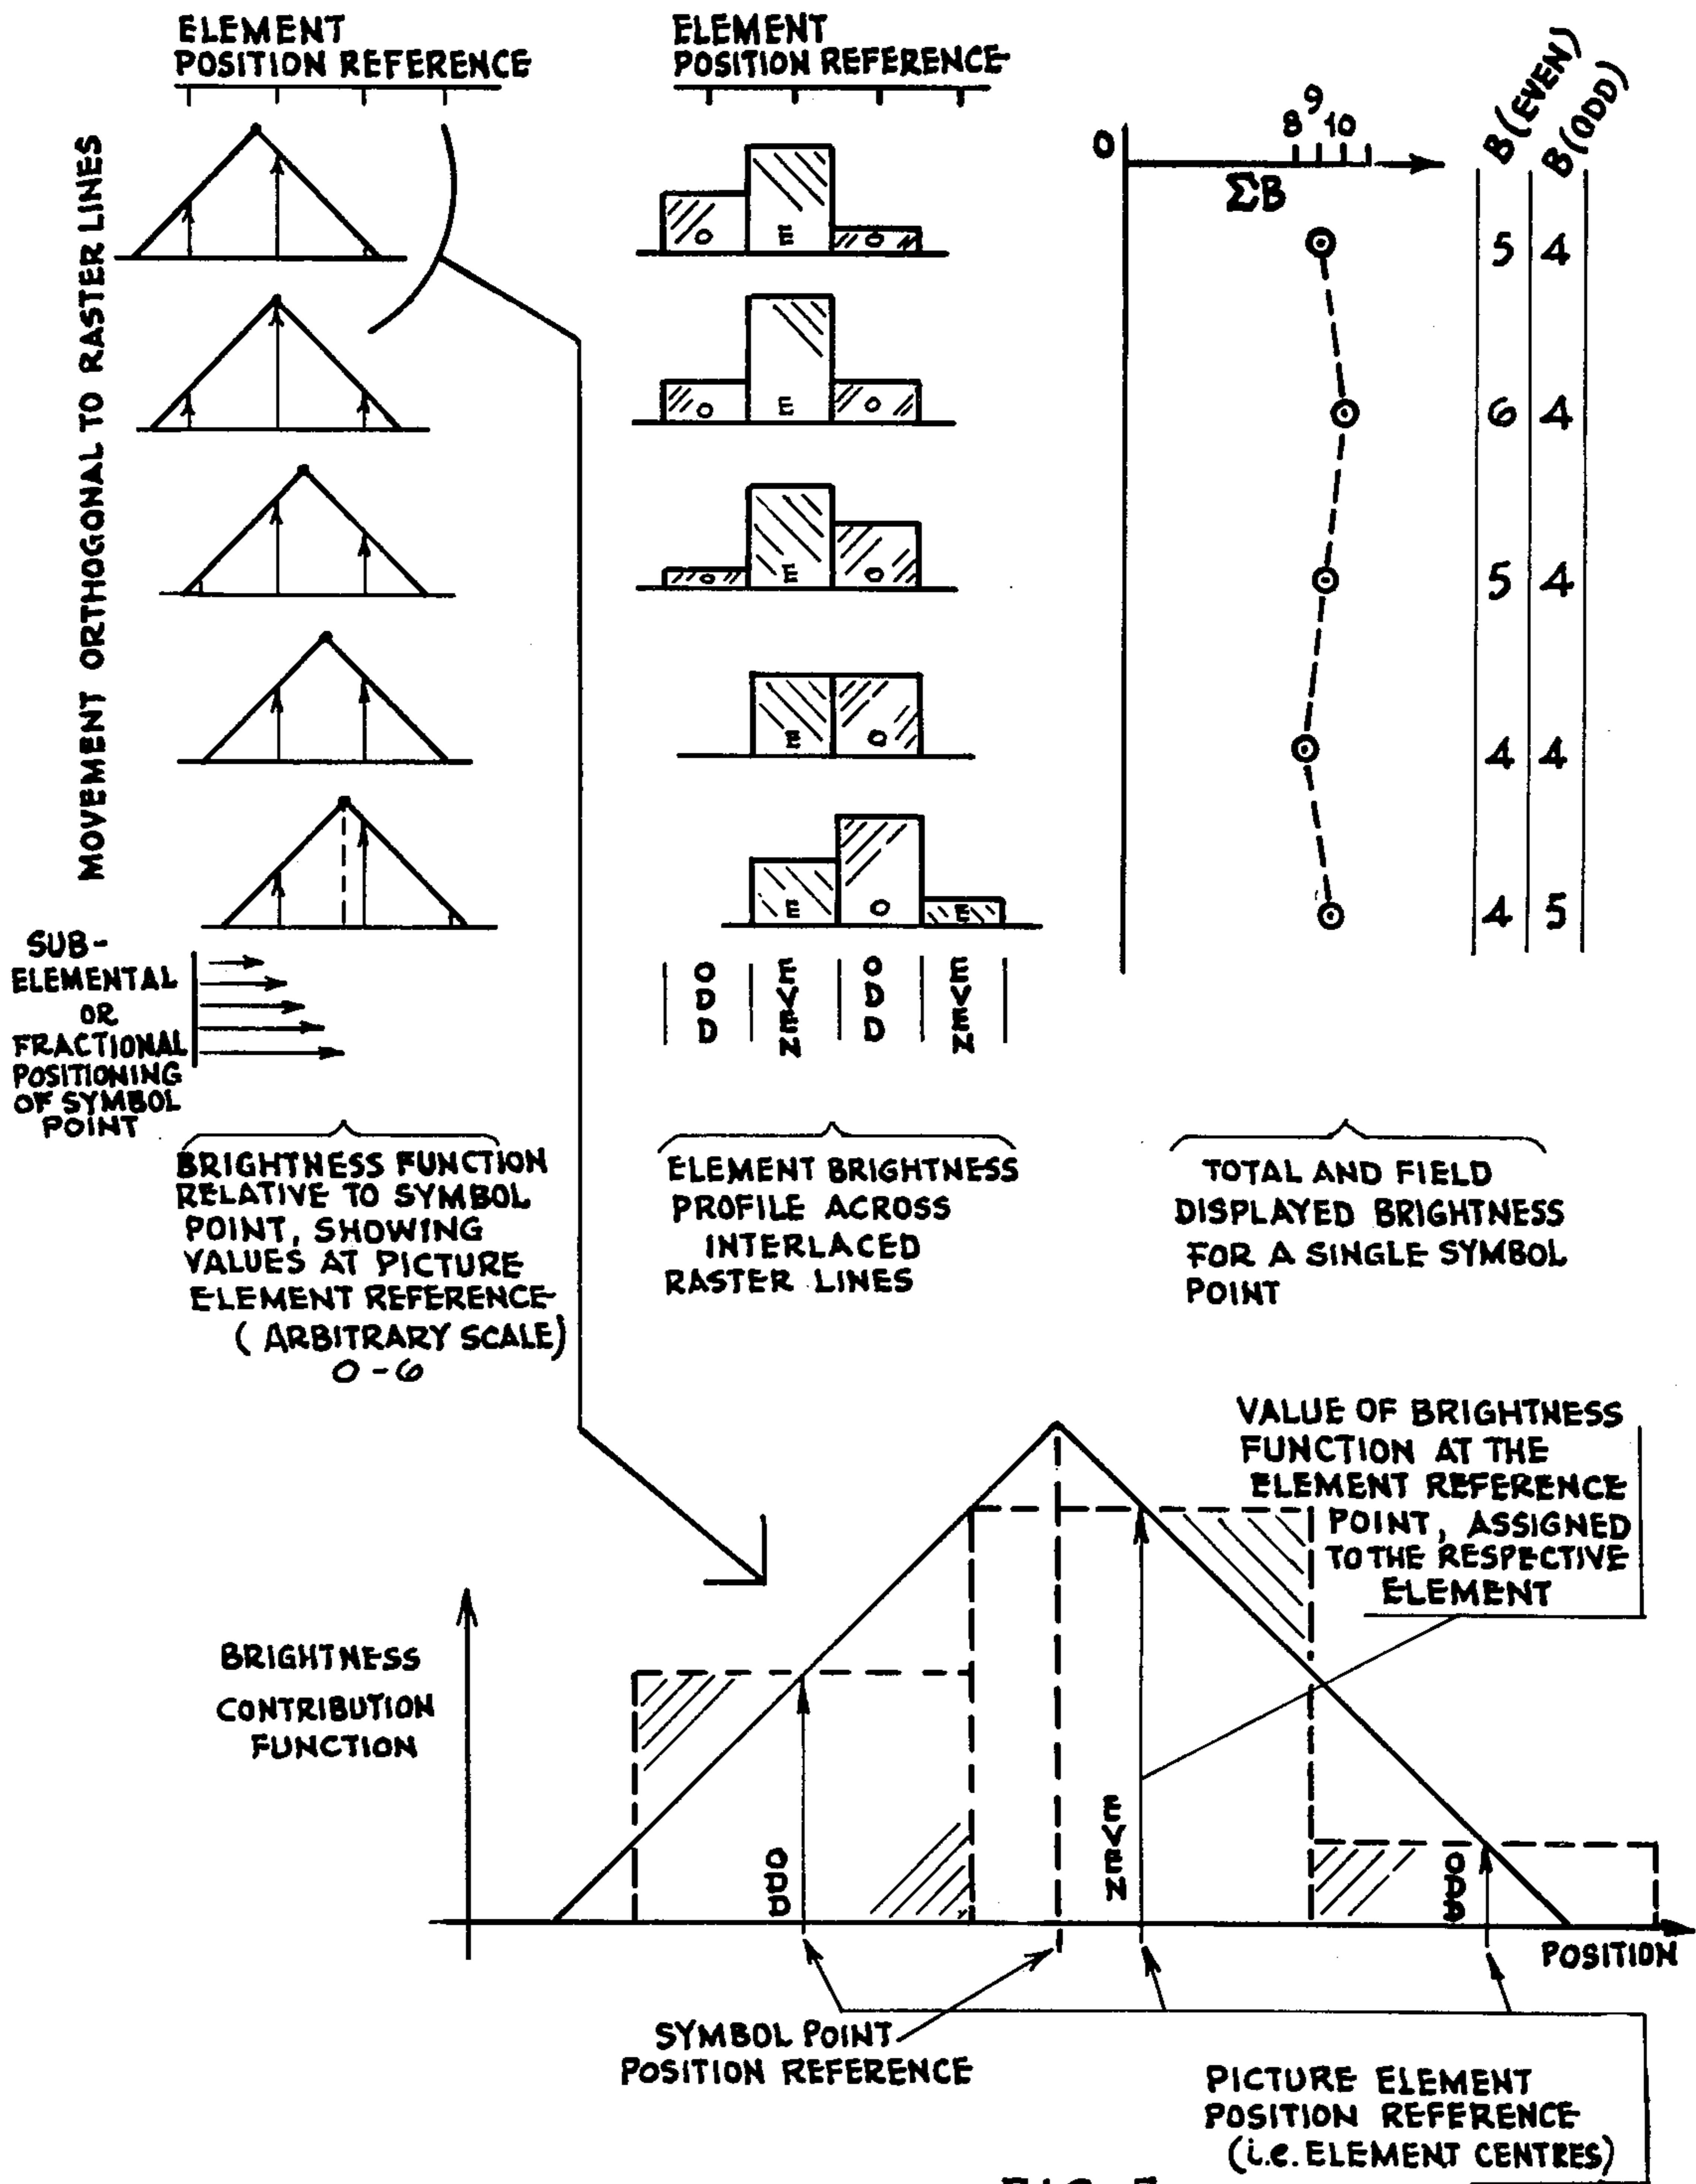 ELEMENT
POSITION REFERENCE
ELEMENT
POSITION REFERENCE
B(EVEN)
B(ODD)
MOVEMENT ORTHOGONAL TO RASTER LINES
0
8 9 10
ΣB
O E O
5 4
O E O
6 4
O E O
5 4
E O
4 4
E O E
4 5
SUB-
ELEMENTAL
OR
FRACTIONAL
POSITIONING
OF SYMBOL
POINT
ODD
EVEN
ODD
EVEN
BRIGHTNESS FUNCTION
RELATIVE TO SYMBOL
POINT, SHOWING
VALUES AT PICTURE
ELEMENT REFERENCE
(ARBITRARY SCALE)
0-6
ELEMENT BRIGHTNESS
PROFILE ACROSS
INTERLACED
RASTER LINES
TOTAL AND FIELD
DISPLAYED BRIGHTNESS
FOR A SINGLE SYMBOL
POINT
VALUE OF BRIGHTNESS
FUNCTION AT THE
ELEMENT REFERENCE
POINT, ASSIGNED
TO THE RESPECTIVE
ELEMENT
BRIGHTNESS
CONTRIBUTION
FUNCTION
ODD
EVEN
ODD
POSITION
SYMBOL POINT
POSITION REFERENCE
PICTURE ELEMENT
POSITION REFERENCE
(i.e. ELEMENT CENTRES)